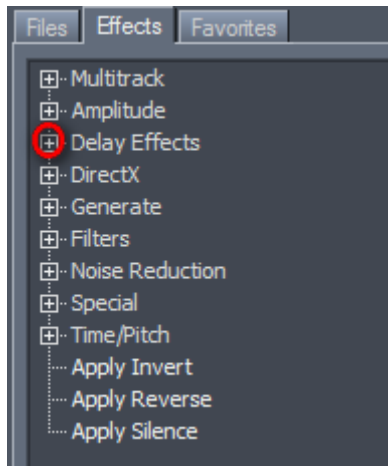 Files Effects Favorites
Multitrack
Amplitude
Delay Effects
DirectX
Generate
Filters
Noise Reduction
Special
Time/Pitch
Apply Invert
Apply Reverse
Apply Silence